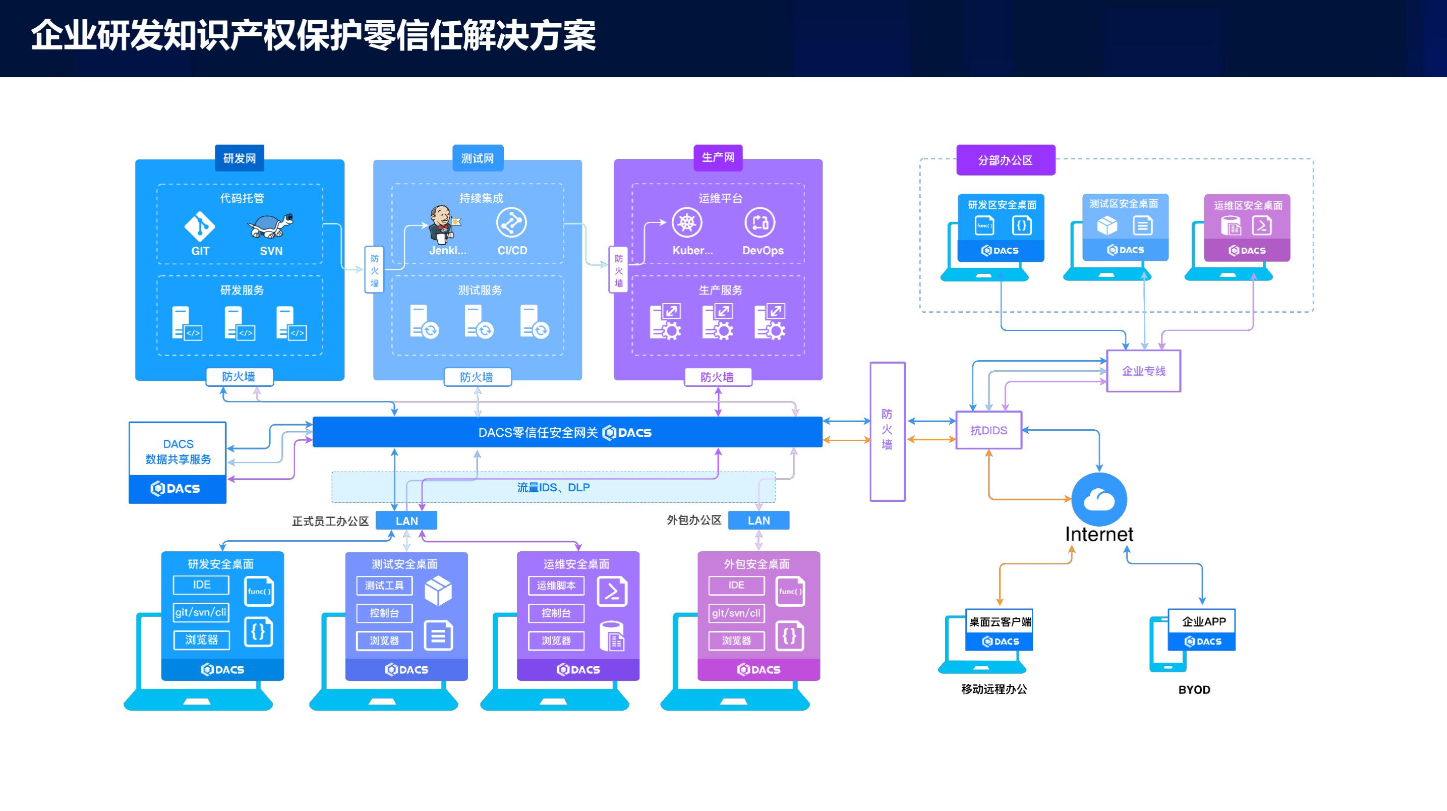 企业研发知识产权保护零信任解决方案
研发网
代码托管
GIT
SVN
研发服务
防火墙
防火墙
测试网
持续集成
Jenki...
CI/CD
测试服务
防火墙
防火墙
生产网
运维平台
Kuber...
DevOps
生产服务
防火墙
分部办公区
研发区安全桌面
func( )
{}
DACS
测试区安全桌面
DACS
运维区安全桌面
DACS
企业专线
DACS
数据共享服务
DACS
DACS零信任安全网关 DACS
防火墙
抗DIDS
流量IDS、DLP
正式员工办公区
LAN
外包办公区
LAN
Internet
研发安全桌面
IDE
git/svn/cli
浏览器
func( )
{}
DACS
测试安全桌面
测试工具
控制台
浏览器
DACS
运维安全桌面
运维脚本
控制台
浏览器
DACS
外包安全桌面
IDE
git/svn/cli
浏览器
func( )
{}
DACS
桌面云客户端
DACS
移动远程办公
企业APP
DACS
BYOD